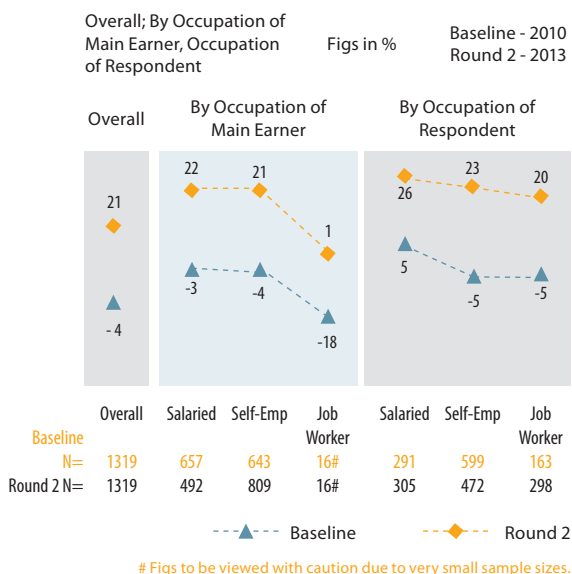 Overall; By Occupation of
Main Earner, Occupation
of Respondent
Figs in %
Baseline - 2010
Round 2 - 2013
Overall
By Occupation of
Main Earner
By Occupation of
Respondent
21
- 4
22 21 1
-3 -4 -18
26 23 20
5 -5 -5
Overall Salaried Self-Emp Job Worker Salaried Self-Emp Job Worker
Baseline
N= 1319 657 643 16# 291 599 163
Round 2 N= 1319 492 809 16# 305 472 298
Baseline Round 2
# Figs to be viewed with caution due to very small sample sizes.